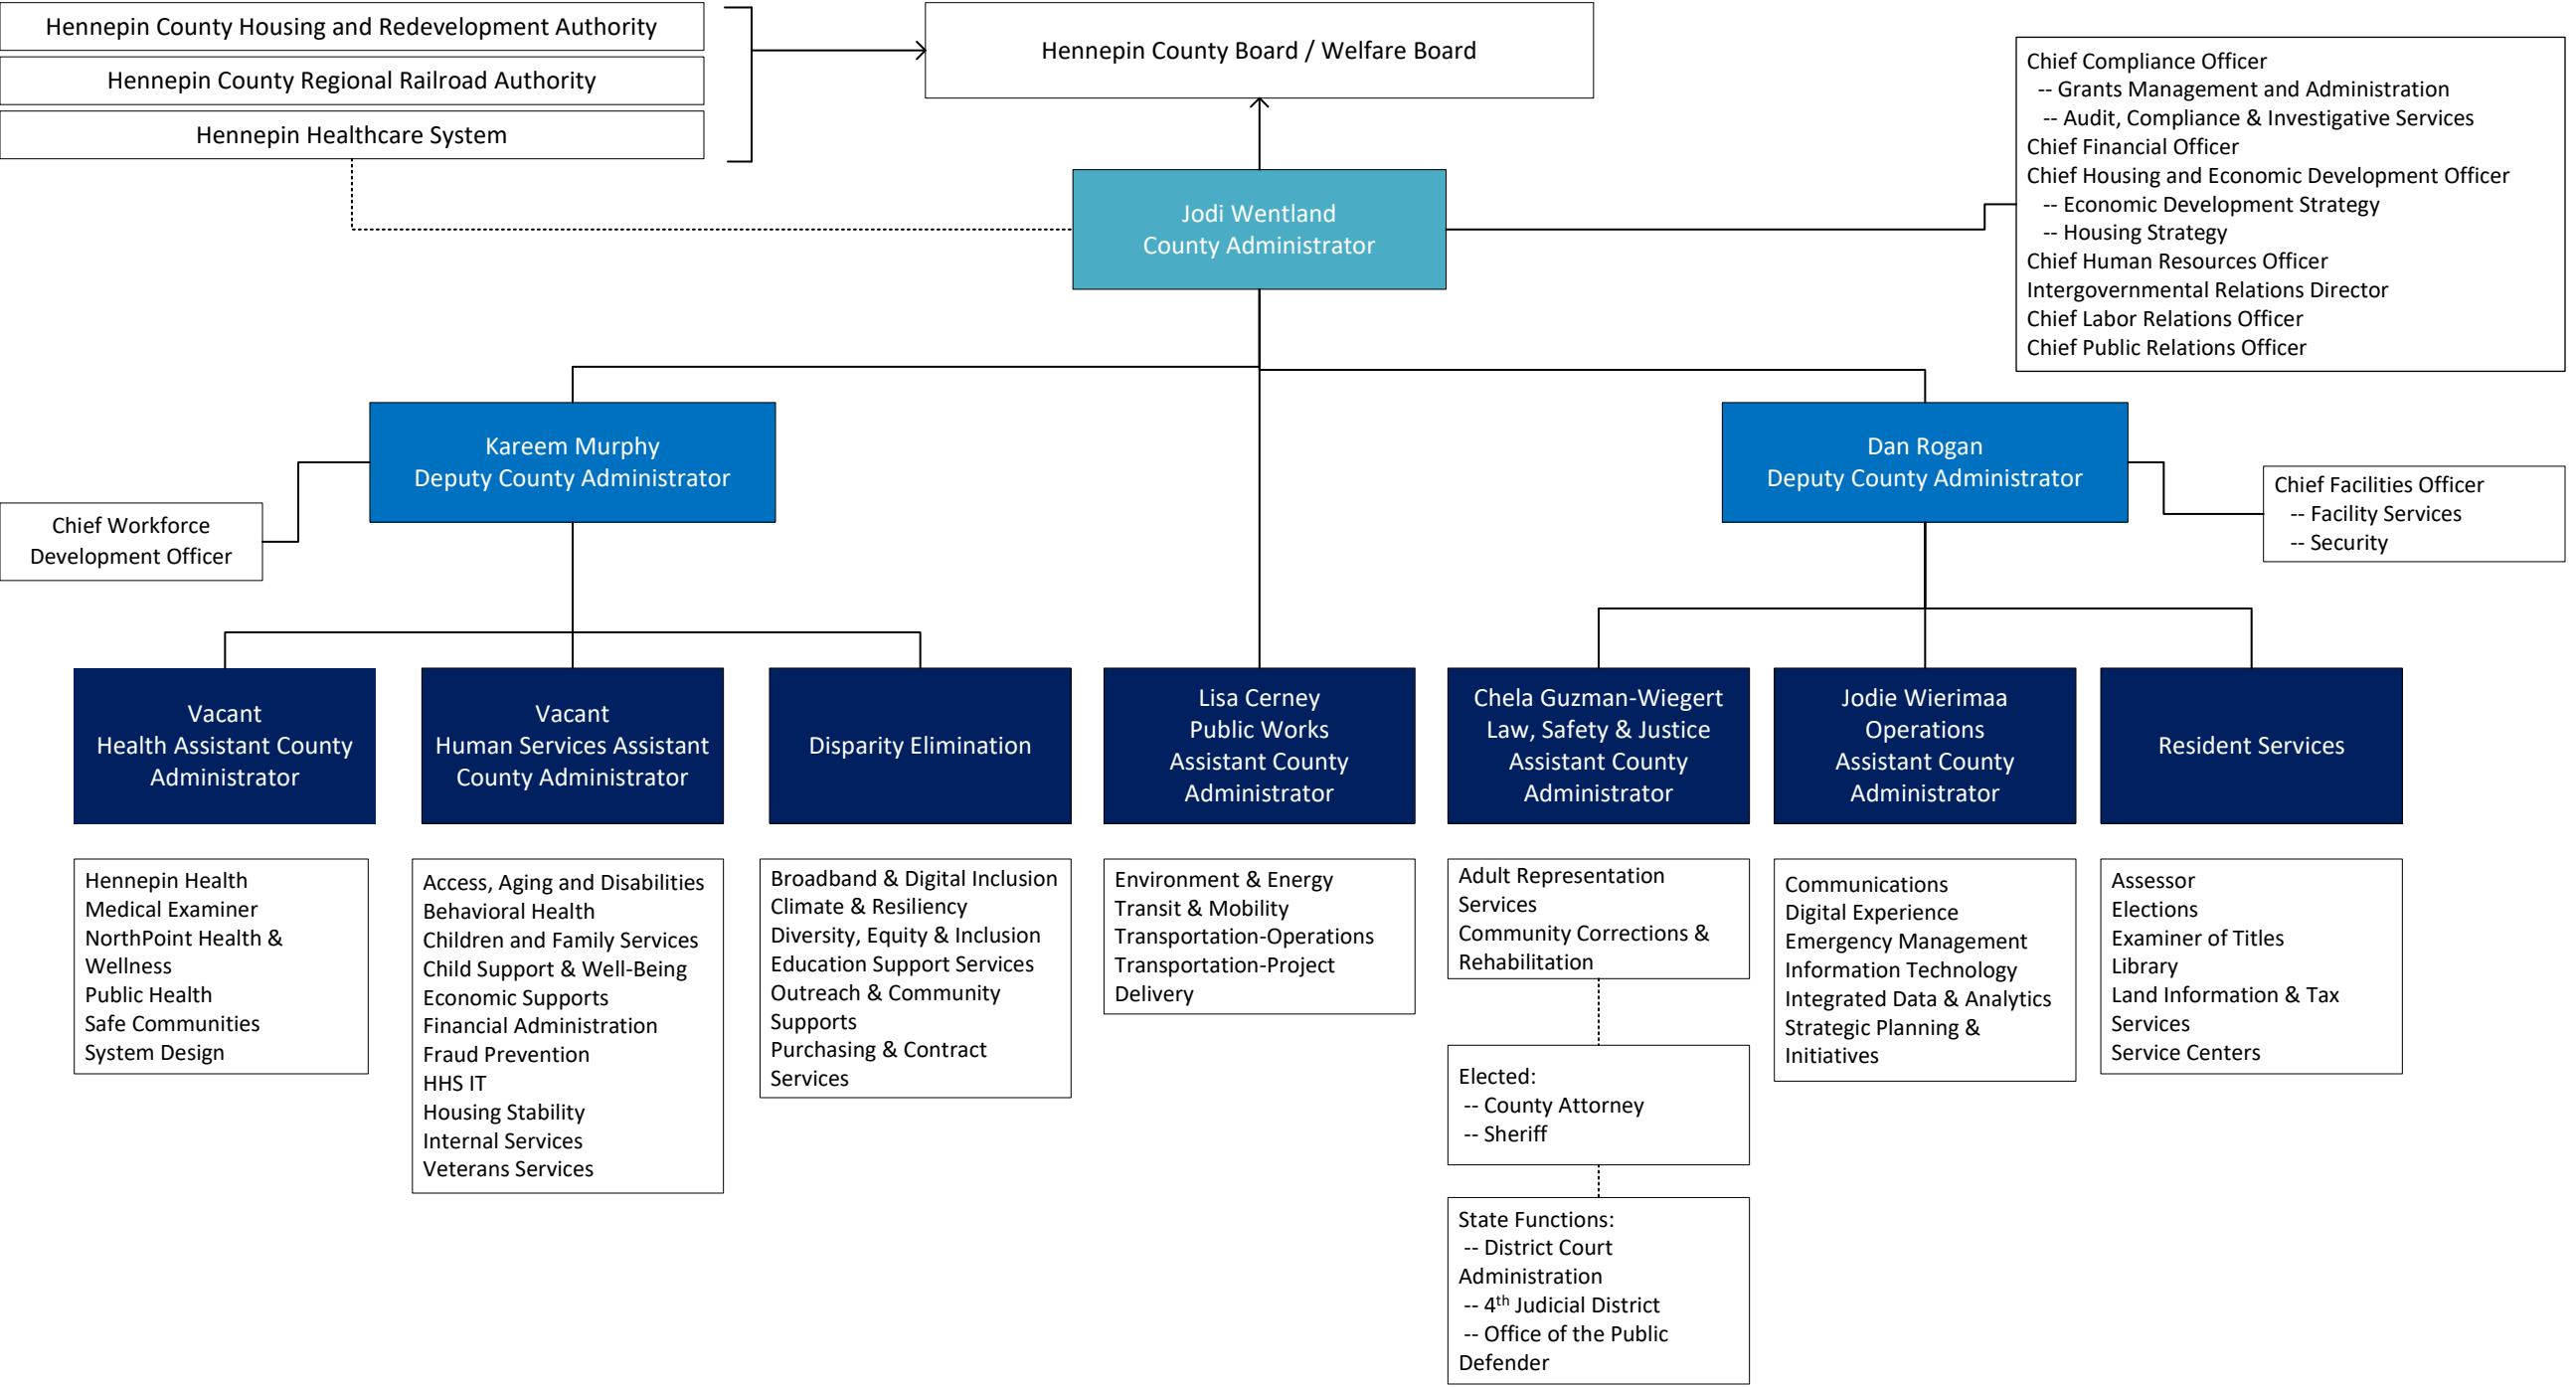 Hennepin County Housing and Redevelopment Authority
Hennepin County Regional Railroad Authority
Hennepin Healthcare System
Hennepin County Board / Welfare Board
Chief Compliance Officer
-- Grants Management and Administration
-- Audit, Compliance & Investigative Services
Chief Financial Officer
Chief Housing and Economic Development Officer
-- Economic Development Strategy
-- Housing Strategy
Chief Human Resources Officer
Intergovernmental Relations Director
Chief Labor Relations Officer
Chief Public Relations Officer
Jodi Wentland
County Administrator
Kareem Murphy
Deputy County Administrator
Dan Rogan
Deputy County Administrator
Chief Workforce
Development Officer
Chief Facilities Officer
-- Facility Services
-- Security
Vacant
Health Assistant County
Administrator
Vacant
Human Services Assistant
County Administrator
Disparity Elimination
Lisa Cerney
Public Works
Assistant County
Administrator
Chela Guzman-Wiegert
Law, Safety & Justice
Assistant County
Administrator
Jodie Wierimaa
Operations
Assistant County
Administrator
Resident Services
Hennepin Health
Medical Examiner
NorthPoint Health &
Wellness
Public Health
Safe Communities
System Design
Access, Aging and Disabilities
Behavioral Health
Children and Family Services
Child Support & Well-Being
Economic Supports
Financial Administration
Fraud Prevention
HHS IT
Housing Stability
Internal Services
Veterans Services
Broadband & Digital Inclusion
Climate & Resiliency
Diversity, Equity & Inclusion
Education Support Services
Outreach & Community
Supports
Purchasing & Contract
Services
Environment & Energy
Transit & Mobility
Transportation-Operations
Transportation-Project
Delivery
Adult Representation
Services
Community Corrections &
Rehabilitation
Elected:
-- County Attorney
-- Sheriff
State Functions:
-- District Court
Administration
-- 4th Judicial District
-- Office of the Public
Defender
Communications
Digital Experience
Emergency Management
Information Technology
Integrated Data & Analytics
Strategic Planning &
Initiatives
Assessor
Elections
Examiner of Titles
Library
Land Information & Tax
Services
Service Centers